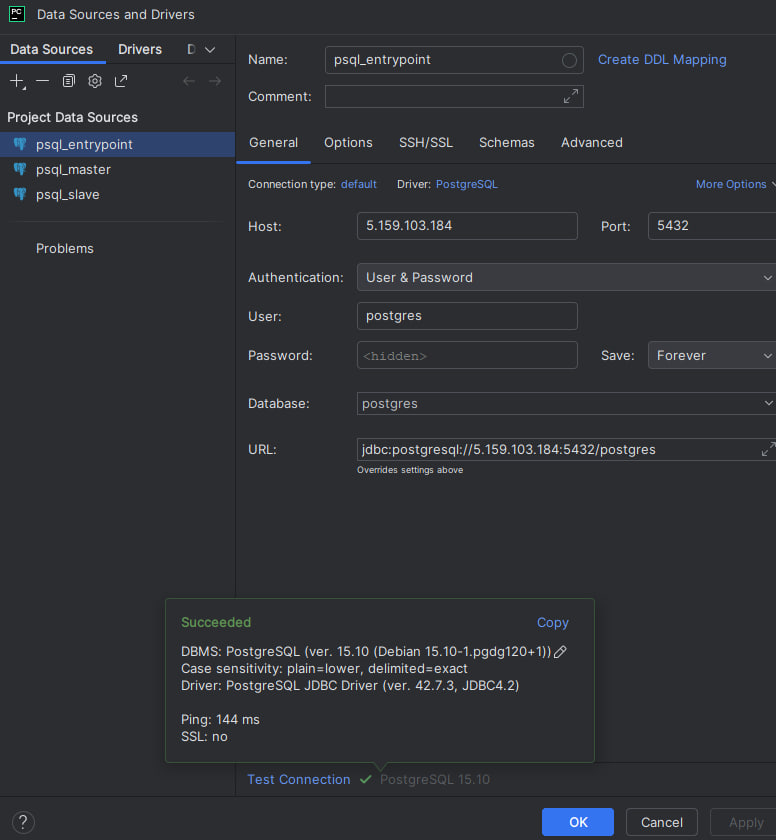 PC
Data Sources and Drivers
Data Sources
Drivers
D
Project Data Sources
psql_entrypoint
psql_master
psql_slave
Problems
Name:
psql_entrypoint
Create DDL Mapping
Comment:
General
Options
SSH/SSL
Schemas
Advanced
Connection type: default
Driver: PostgreSQL
More Options
Host:
5.159.103.184
Port:
5432
Authentication:
User & Password
User:
postgres
Password:
<hidden>
Save:
Forever
Database:
postgres
URL:
jdbc:postgresql://5.159.103.184:5432/postgres
Overrides settings above
Succeeded
Copy
DBMS: PostgreSQL (ver. 15.10 (Debian 15.10-1.pgdg120+1))
Case sensitivity: plain=lower, delimited=exact
Driver: PostgreSQL JDBC Driver (ver. 42.7.3, JDBC4.2)
Ping: 144 ms
SSL: no
Test Connection
PostgreSQL 15.10
?
OK
Cancel
Apply